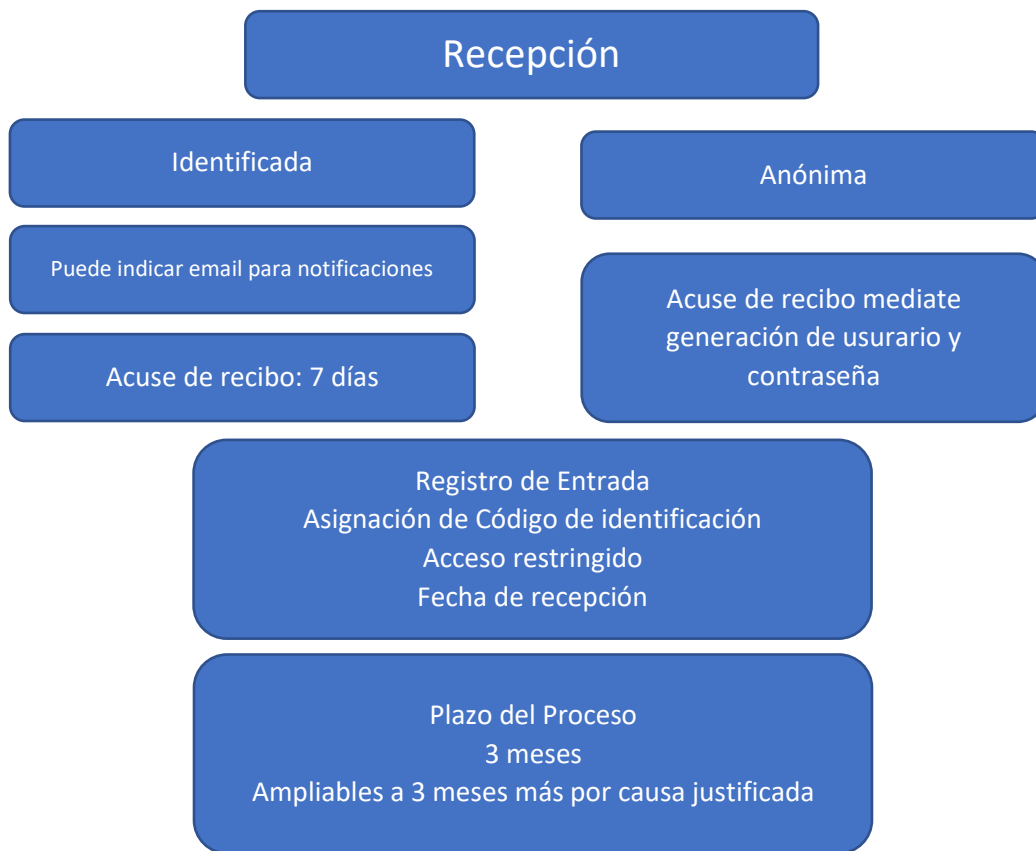 Recepción
Identificada
Anónima
Puede indicar email para notificaciones
Acuse de recibo mediate
generación de usurario y
contraseña
Acuse de recibo: 7 días
Registro de Entrada
Asignación de Código de identificación
Acceso restringido
Fecha de recepción
Plazo del Proceso
3 meses
Ampliables a 3 meses más por causa justificada